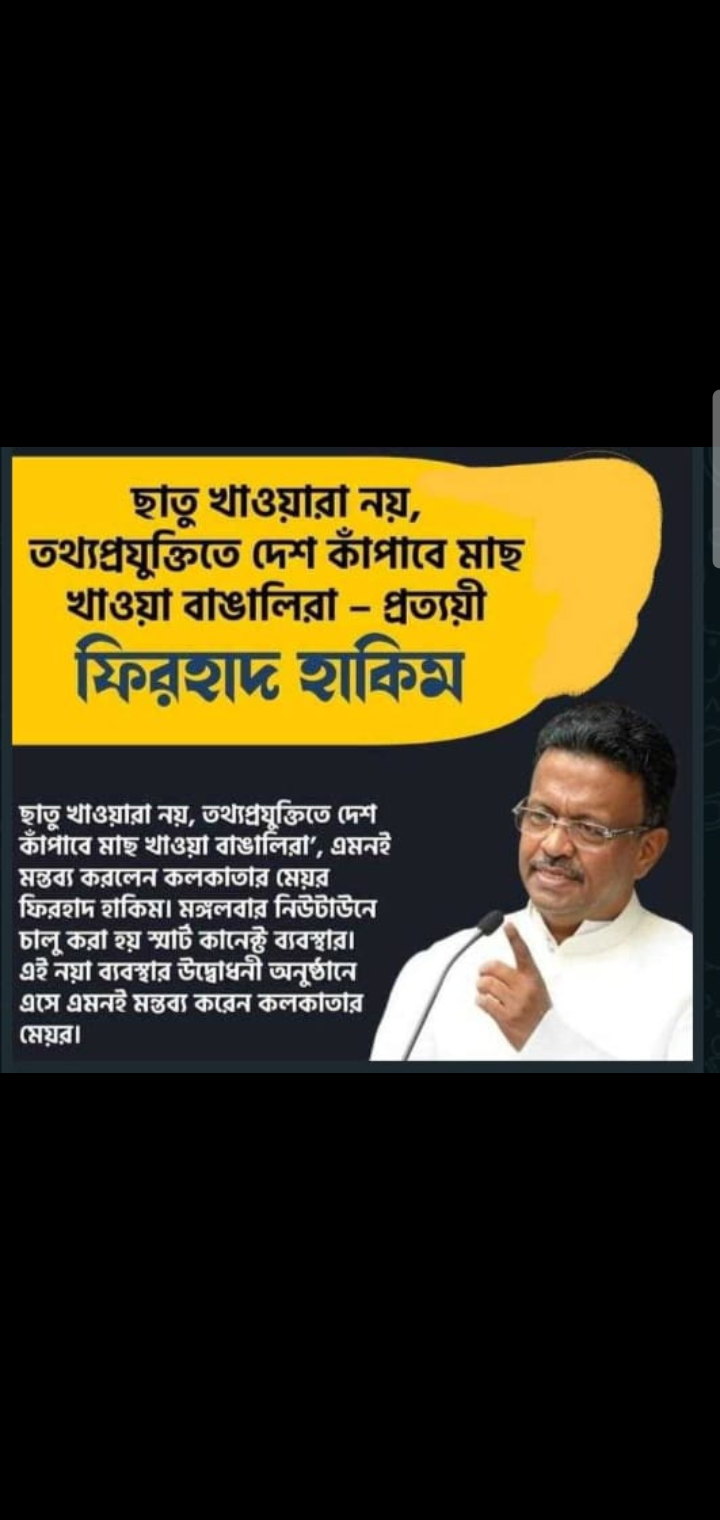 ছাতু খাওয়ারা নয়,
তথ্যপ্রযুক্তিতে দেশ কাঁপাবে মাছ
খাওয়া বাঙালিরা – প্রত্যয়ী
ফিরহাদ হাকিম
ছাতু খাওয়ারা নয়, তথ্যপ্রযুক্তিতে দেশ
কাঁপাবে মাছ খাওয়া বাঙালিরা’, এমনই
মন্তব্য করলেন কলকাতার মেয়র
ফিরহাদ হাকিম। মঙ্গলবার নিউটাউনে
চালু করা হয় স্মার্ট কানেক্ট ব্যবস্থার।
এই নয়া ব্যবস্থার উদ্বোধনী অনুষ্ঠানে
এসে এমনই মন্তব্য করেন কলকাতার
মেয়র।